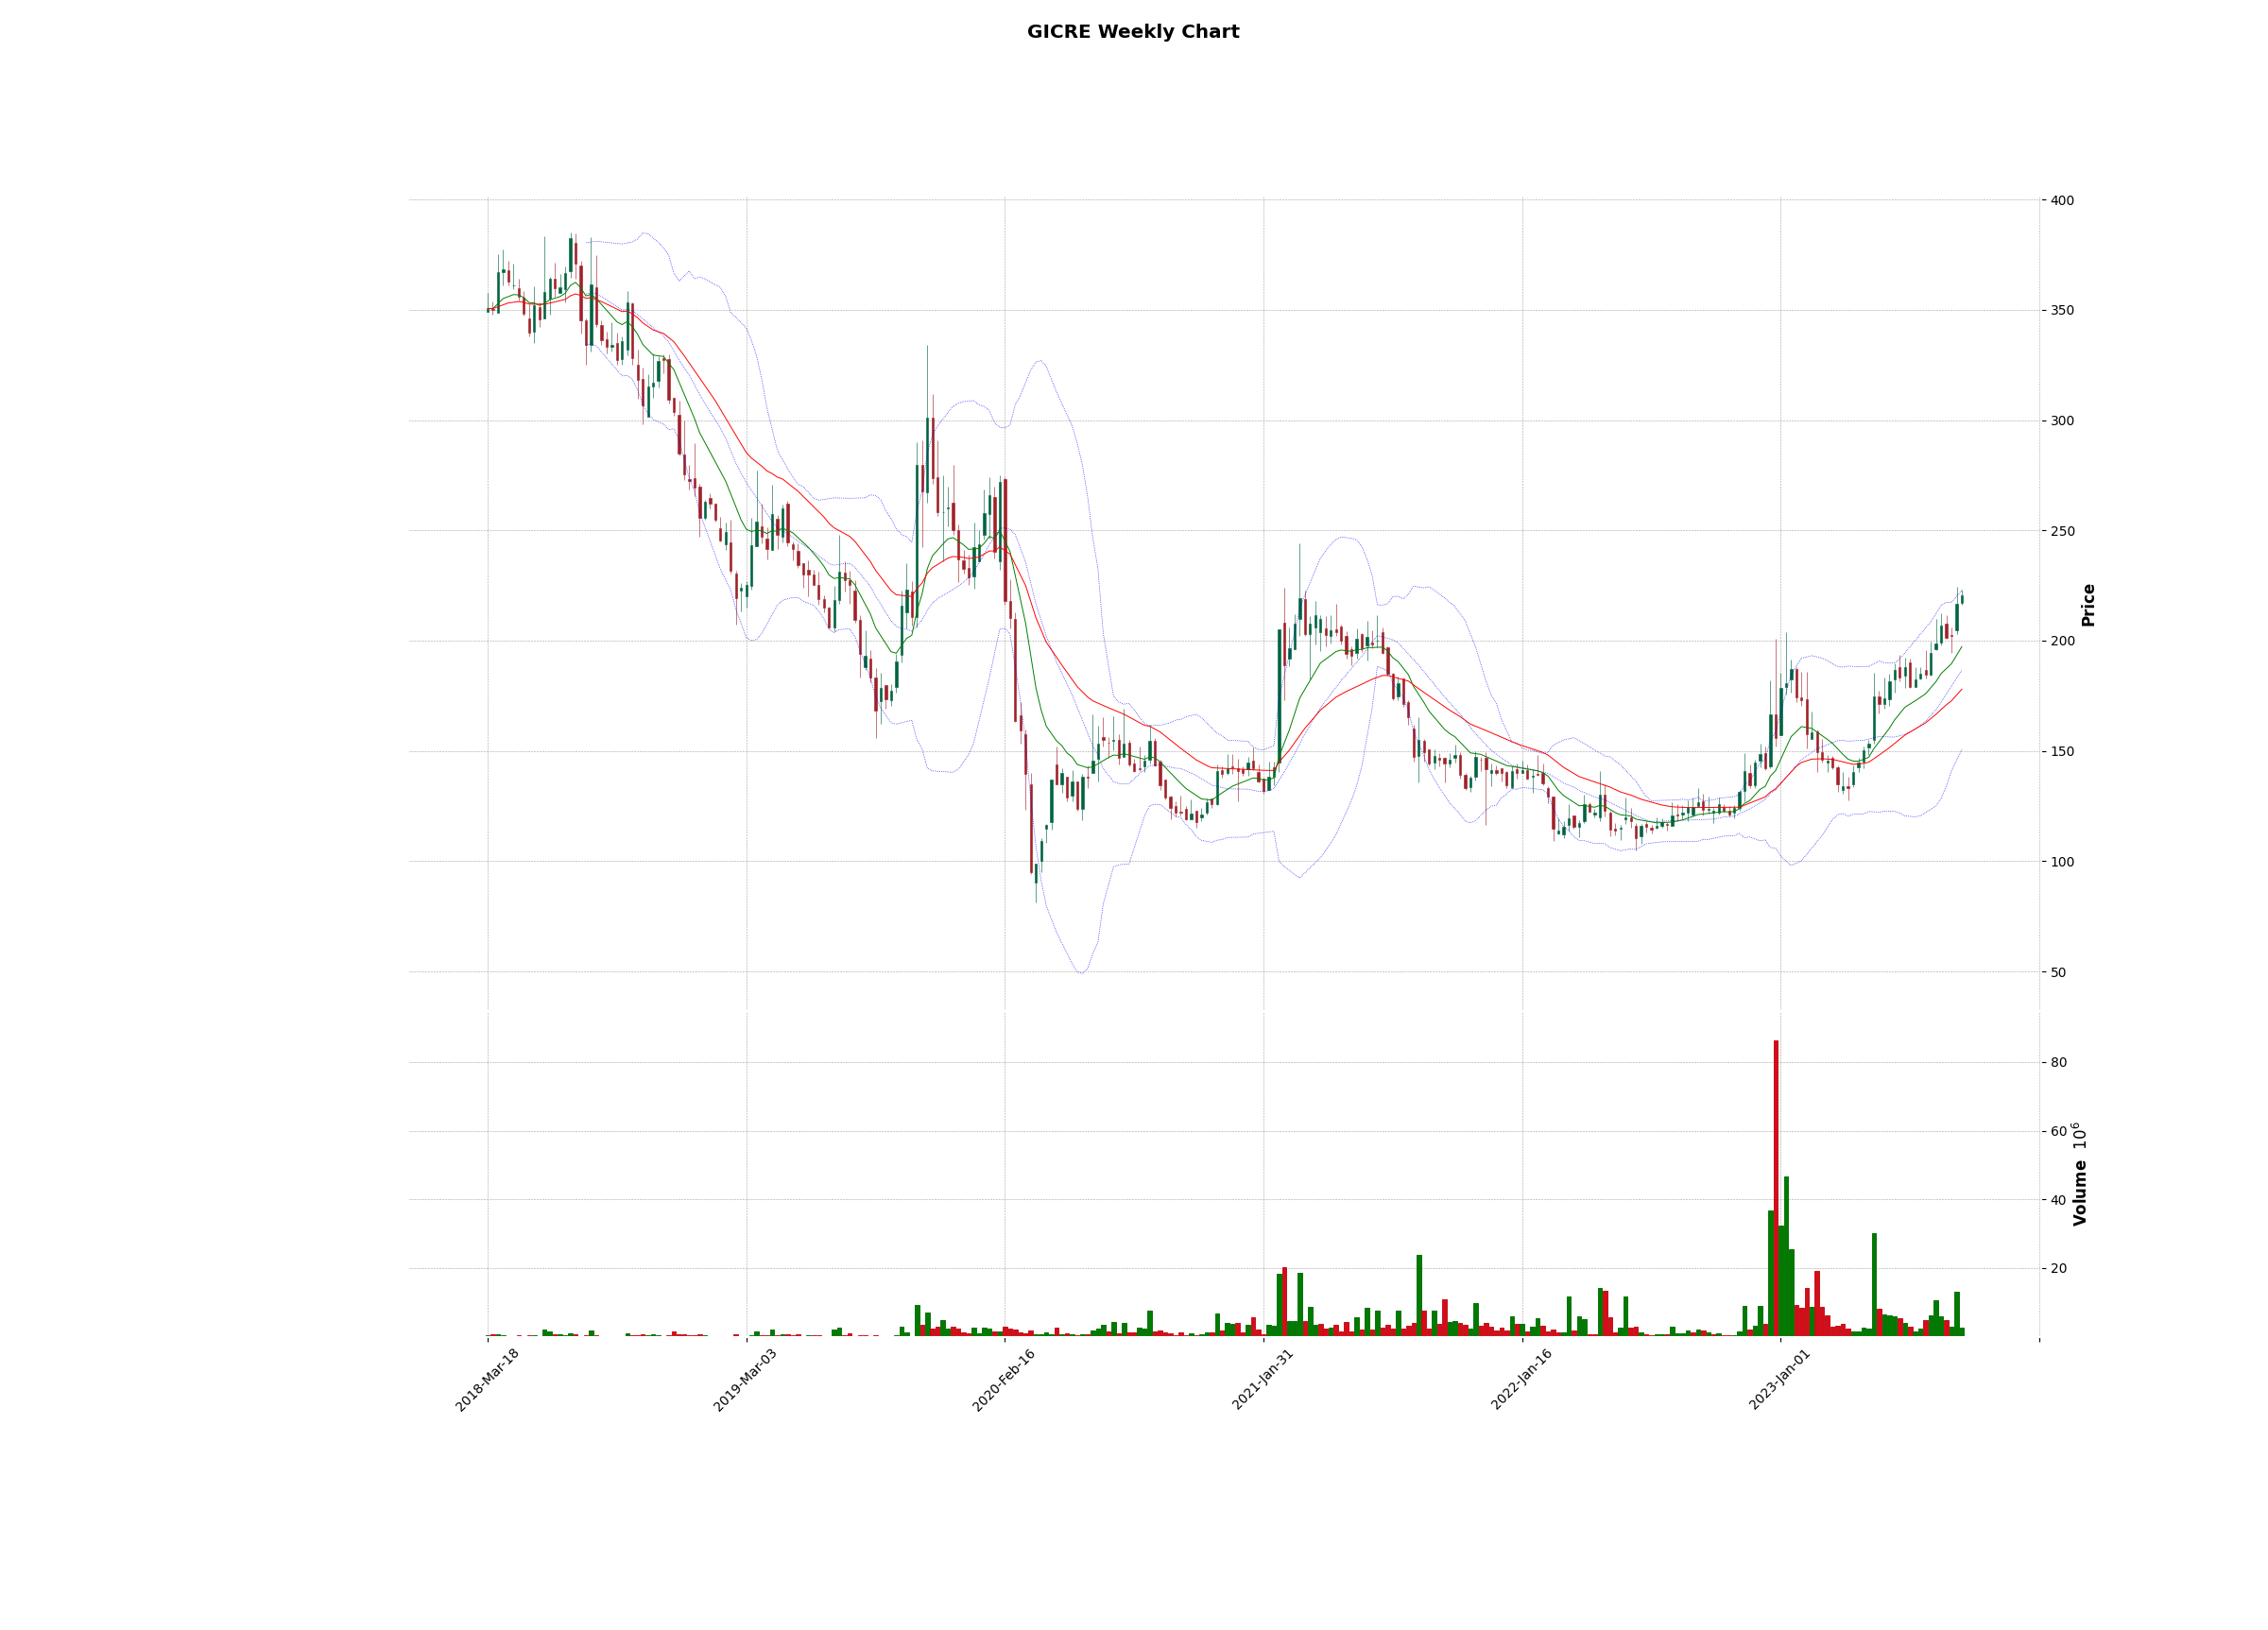 GICRE Weekly Chart
400
350
300
250
200
150
100
50
Price
80
60
40
20
Volume 10^6
2018-Mar-18
2019-Mar-03
2020-Feb-16
2021-Jan-31
2022-Jan-16
2023-Jan-01